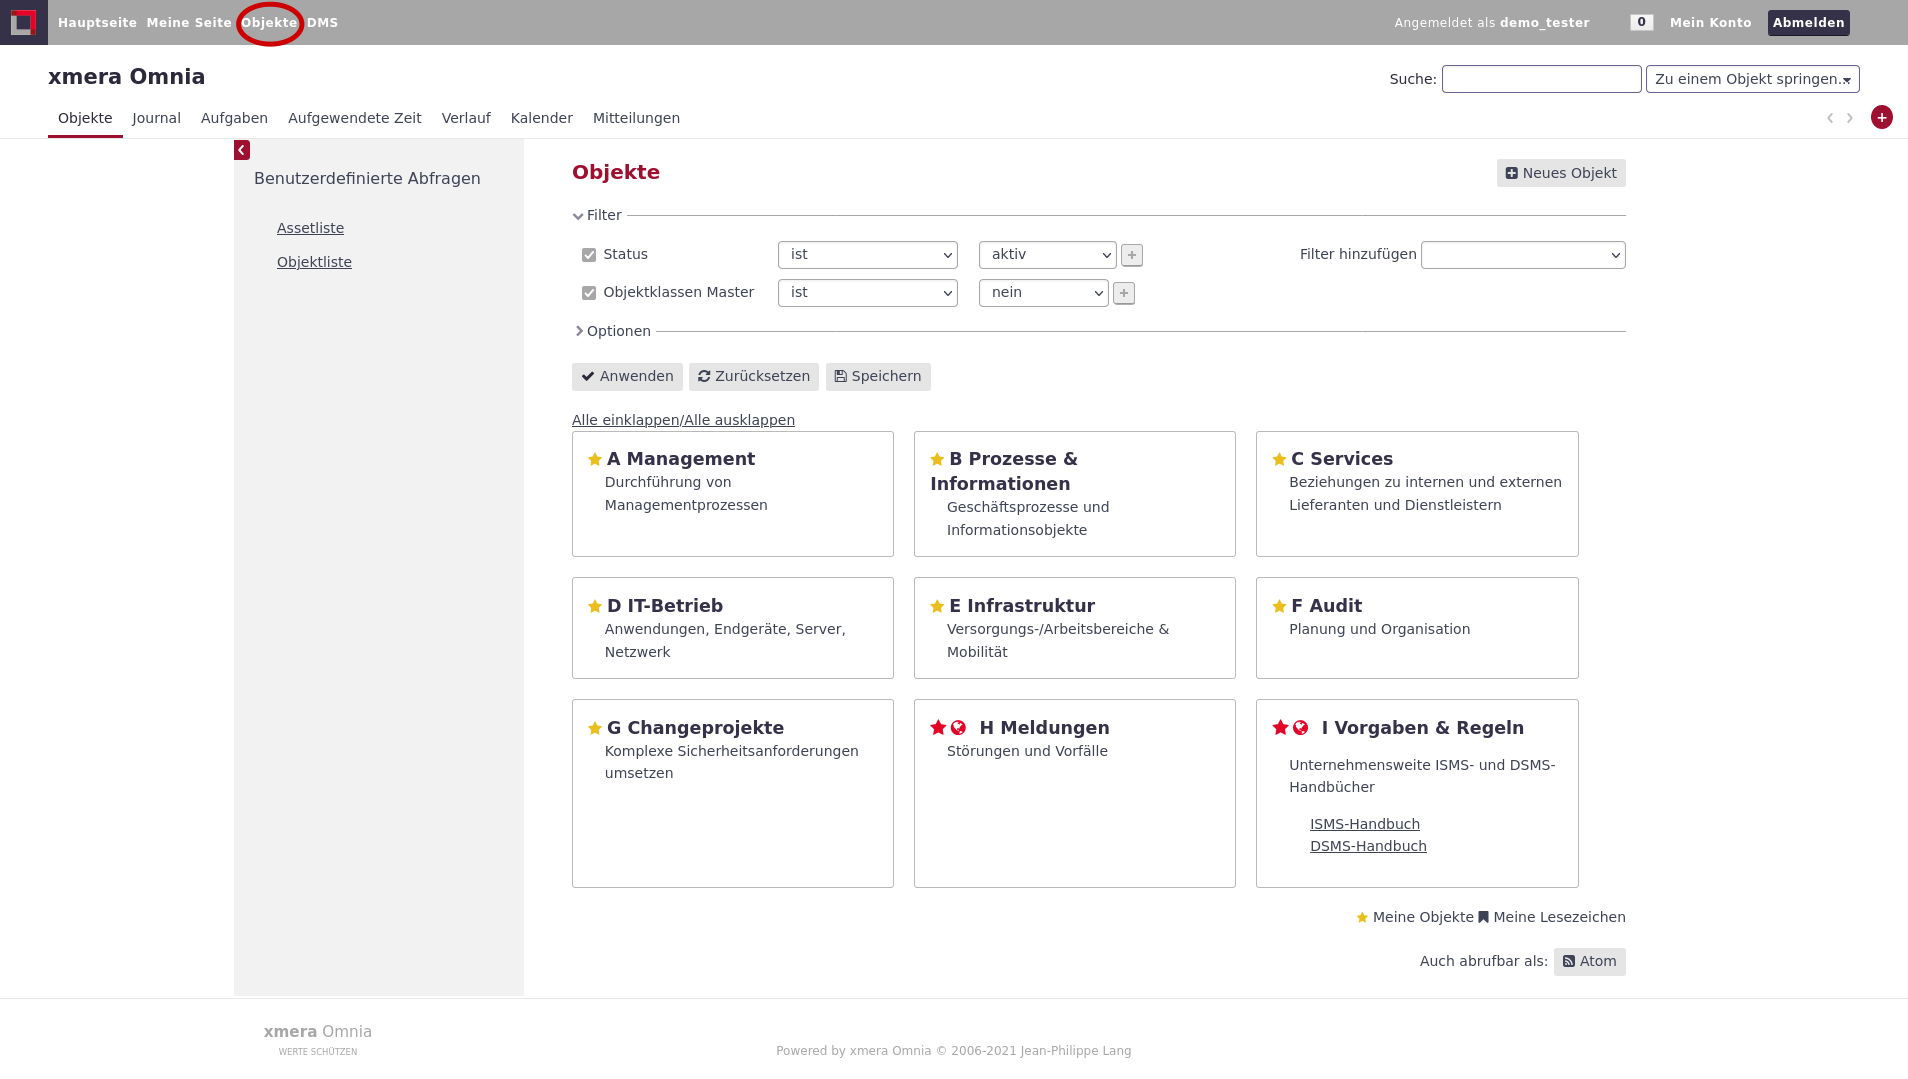 Hauptseite Meine Seite Objekte DMS Angemeldet als demo_tester 0 Mein Konto Abmelden
xmera Omnia
Suche: Zu einem Objekt springen...
Objekte Journal Aufgaben Aufgewendete Zeit Verlauf Kalender Mitteilungen
Benutzerdefinierte Abfragen
Assetliste
Objektliste
Objekte
Neues Objekt
Filter
Status ist aktiv Filter hinzufügen
Objektklassen Master ist nein
Optionen
Anwenden Zurücksetzen Speichern
Alle einklappen/Alle ausklappen
A Management
Durchführung von
Managementprozessen
B Prozesse &
Informationen
Geschäftsprozesse und
Informationsobjekte
C Services
Beziehungen zu internen und externen
Lieferanten und Dienstleistern
D IT-Betrieb
Anwendungen, Endgeräte, Server,
Netzwerk
E Infrastruktur
Versorgungs-/Arbeitsbereiche &
Mobilität
F Audit
Planung und Organisation
G Changeprojekte
Komplexe Sicherheitsanforderungen
umsetzen
H Meldungen
Störungen und Vorfälle
I Vorgaben & Regeln
Unternehmensweite ISMS- und DSMS-
Handbücher
ISMS-Handbuch
DSMS-Handbuch
Meine Objekte Meine Lesezeichen
Auch abrufbar als: Atom
xmera Omnia
WERTE SCHÜTZEN
Powered by xmera Omnia © 2006-2021 Jean-Philippe Lang